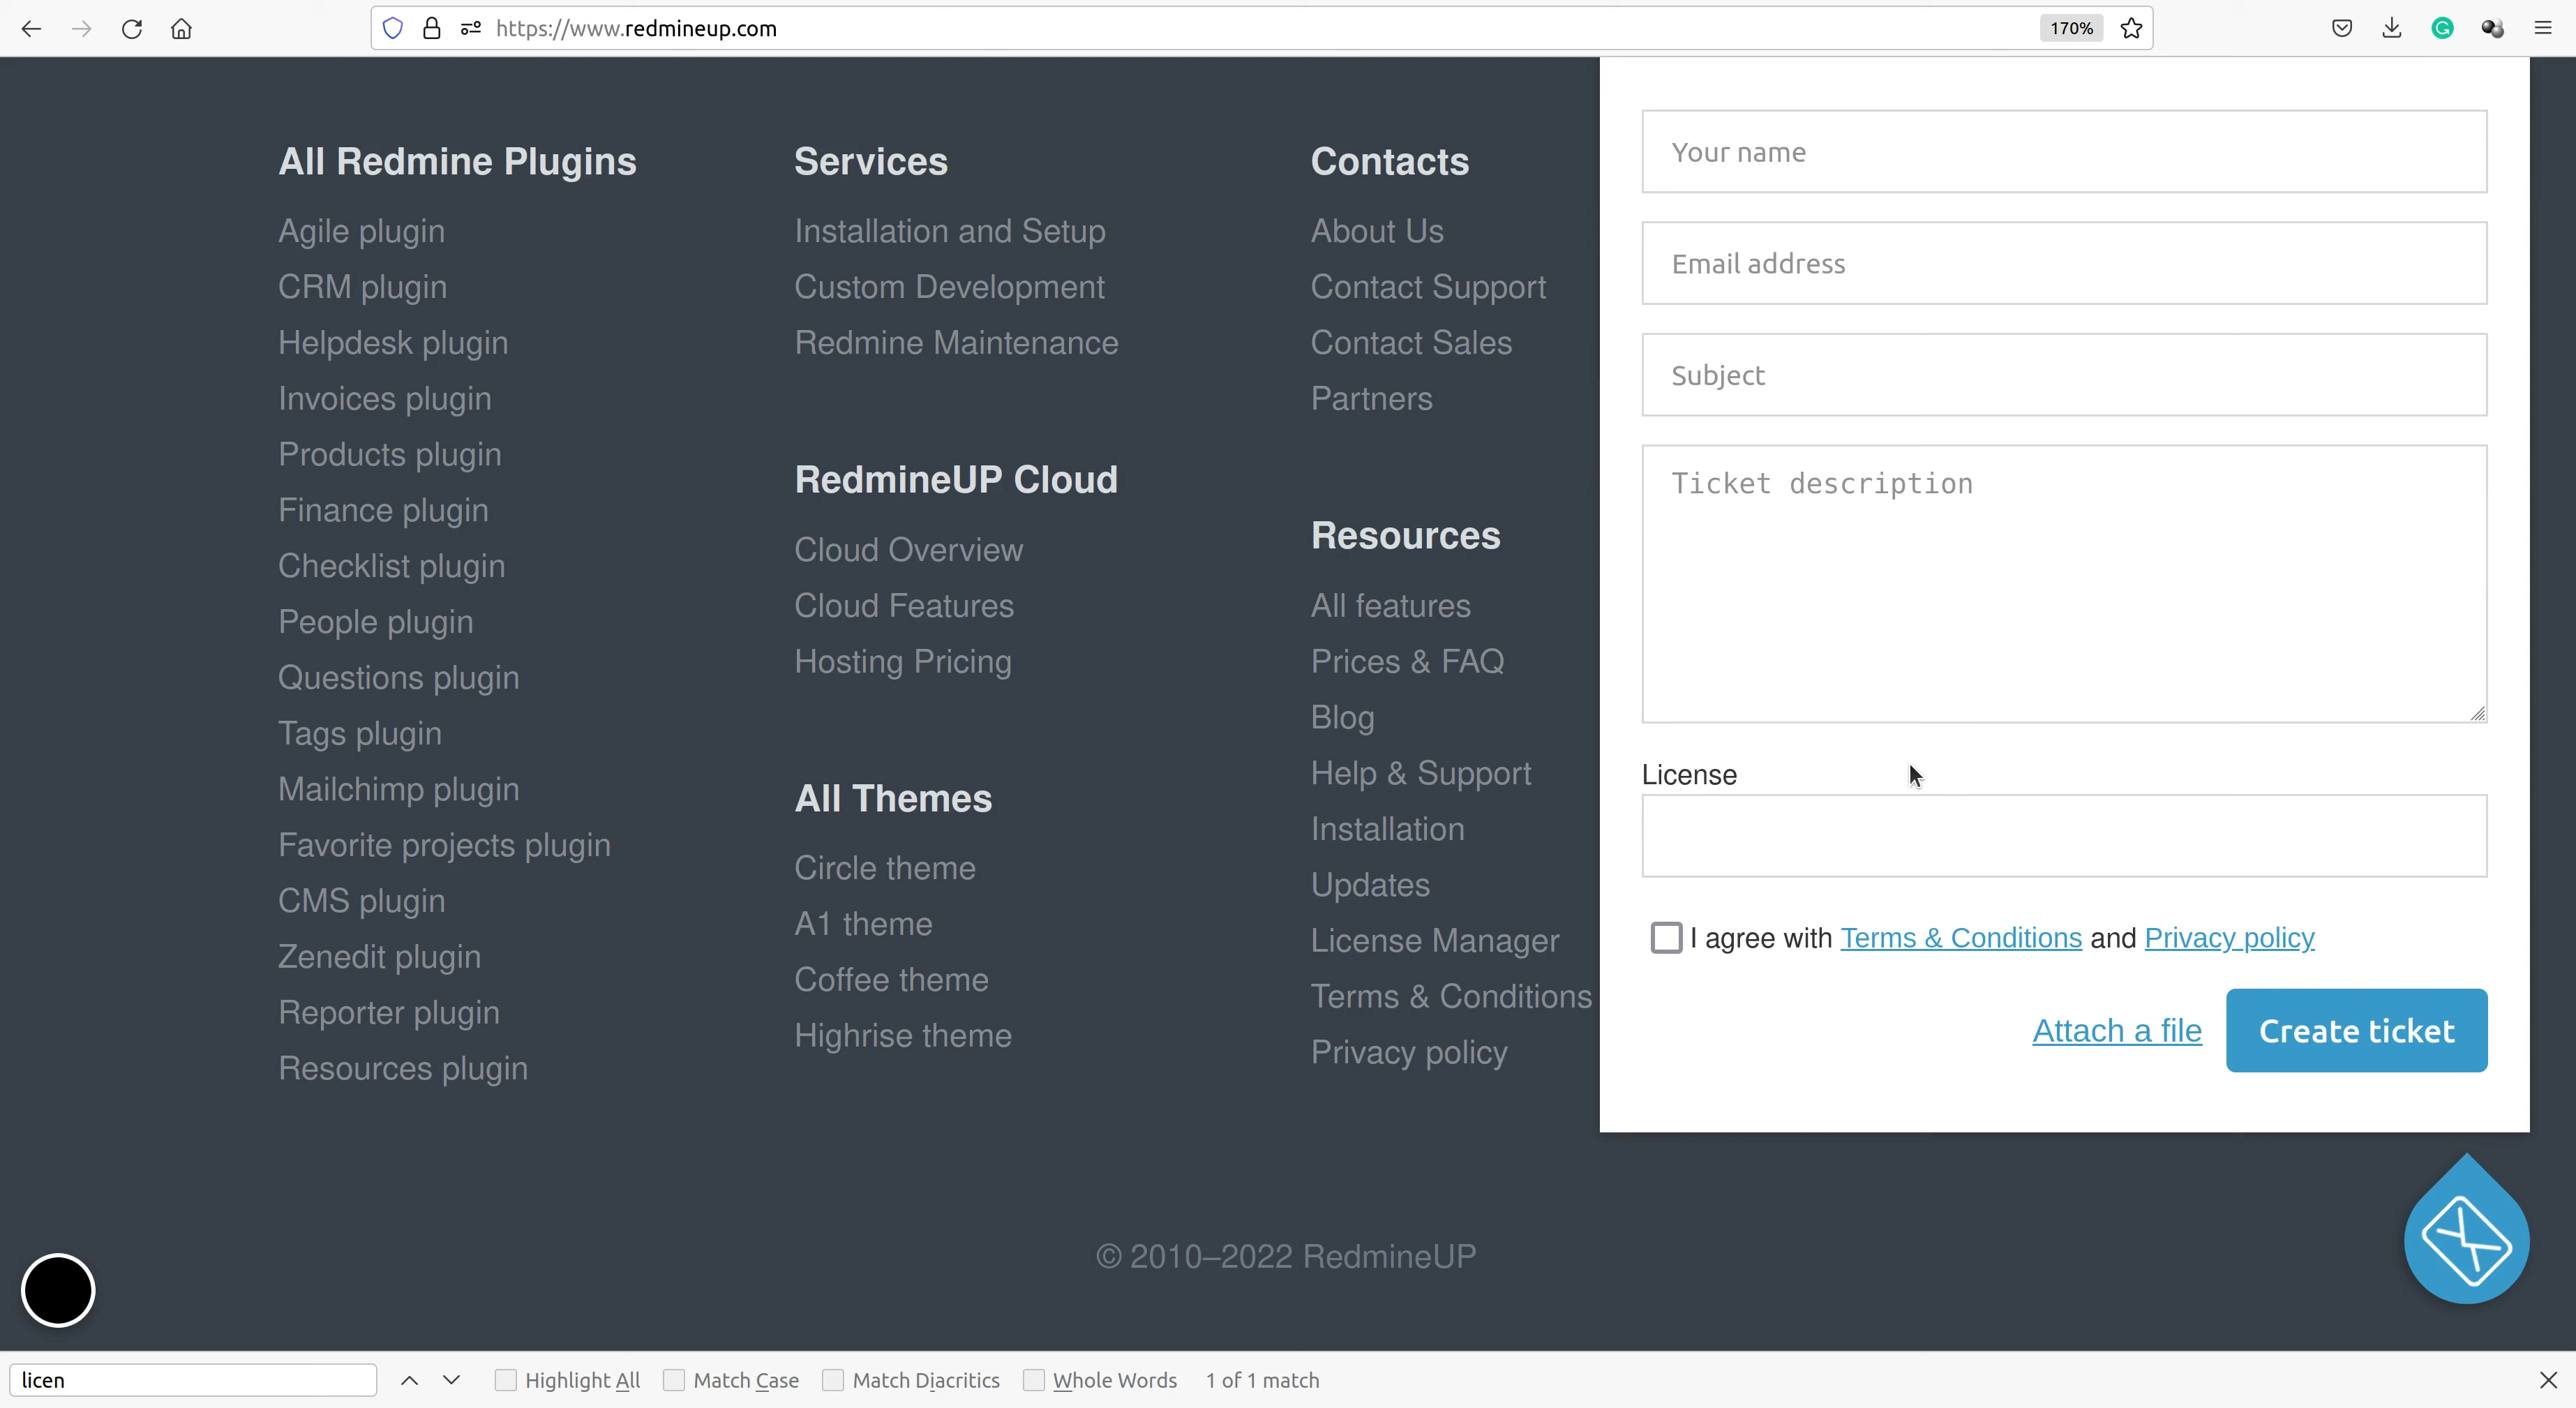 https://www.redmineup.com
170%
All Redmine Plugins
Agile plugin
CRM plugin
Helpdesk plugin
Invoices plugin
Products plugin
Finance plugin
Checklist plugin
People plugin
Questions plugin
Tags plugin
Mailchimp plugin
Favorite projects plugin
CMS plugin
Zenedit plugin
Reporter plugin
Resources plugin
Services
Installation and Setup
Custom Development
Redmine Maintenance
RedmineUP Cloud
Cloud Overview
Cloud Features
Hosting Pricing
All Themes
Circle theme
A1 theme
Coffee theme
Highrise theme
Contacts
About Us
Contact Support
Contact Sales
Partners
Resources
All features
Prices & FAQ
Blog
Help & Support
Installation
Updates
License Manager
Terms & Conditions
Privacy policy
Your name
Email address
Subject
Ticket description
License
I agree with Terms & Conditions and Privacy policy
Attach a file
Create ticket
© 2010–2022 RedmineUP
licen
Highlight All
Match Case
Match Diacritics
Whole Words
1 of 1 match